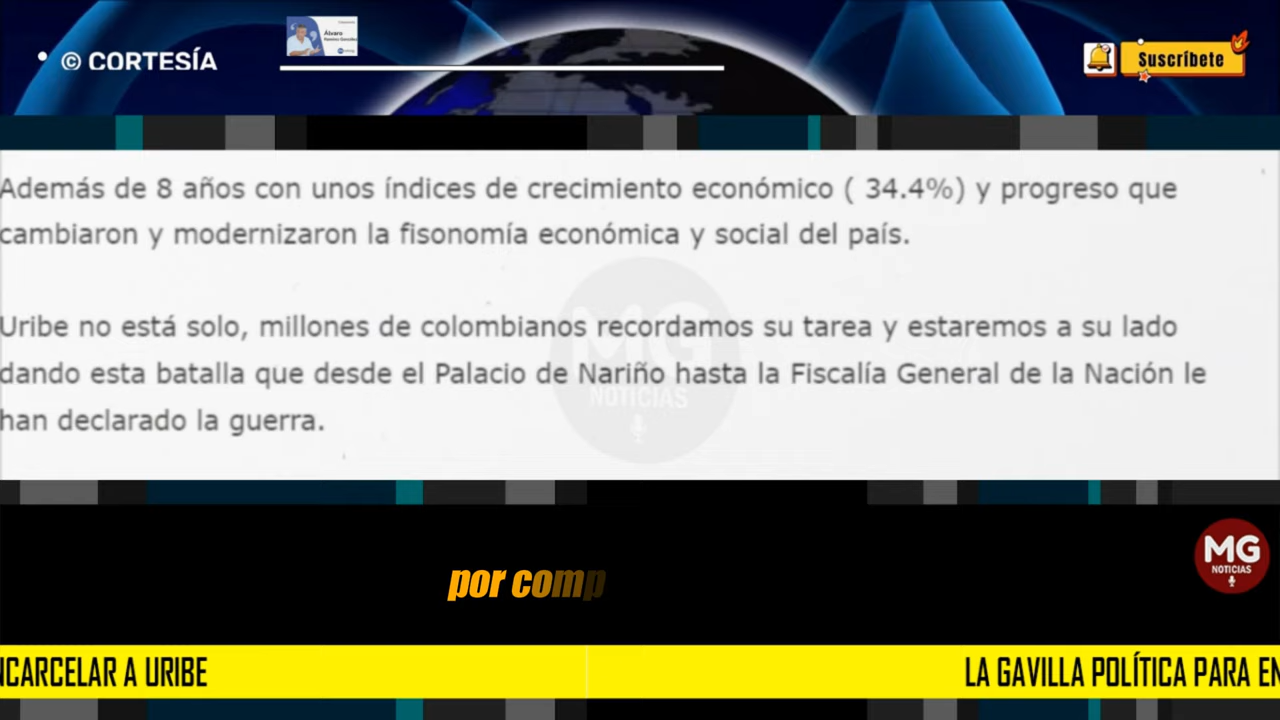 © CORTESÍA
Álvaro
Suscríbete
Además de 8 años con unos índices de crecimiento económico ( 34.4%) y progreso que
cambiaron y modernizaron la fisonomía económica y social del país.
Uribe no está solo, millones de colombianos recordamos su tarea y estaremos a su lado
dando esta batalla que desde el Palacio de Nariño hasta la Fiscalía General de la Nación le
han declarado la guerra.
MG
NOTICIAS
MG
NOTICIAS
por comp
NCARCELAR A URIBE
LA GAVILLA POLÍTICA PARA EN